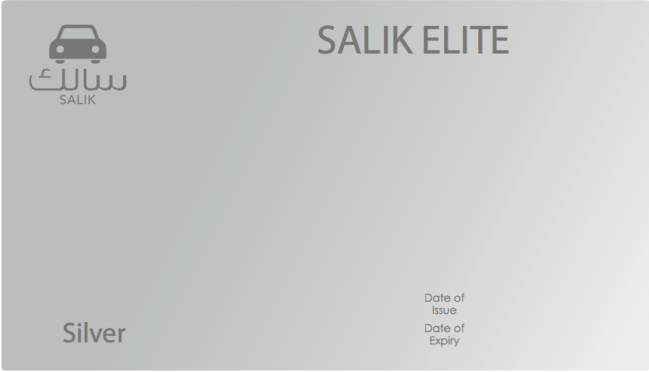 SALIK ELITE
سالك
SALIK
Date of
Issue
Silver
Date of
Expiry